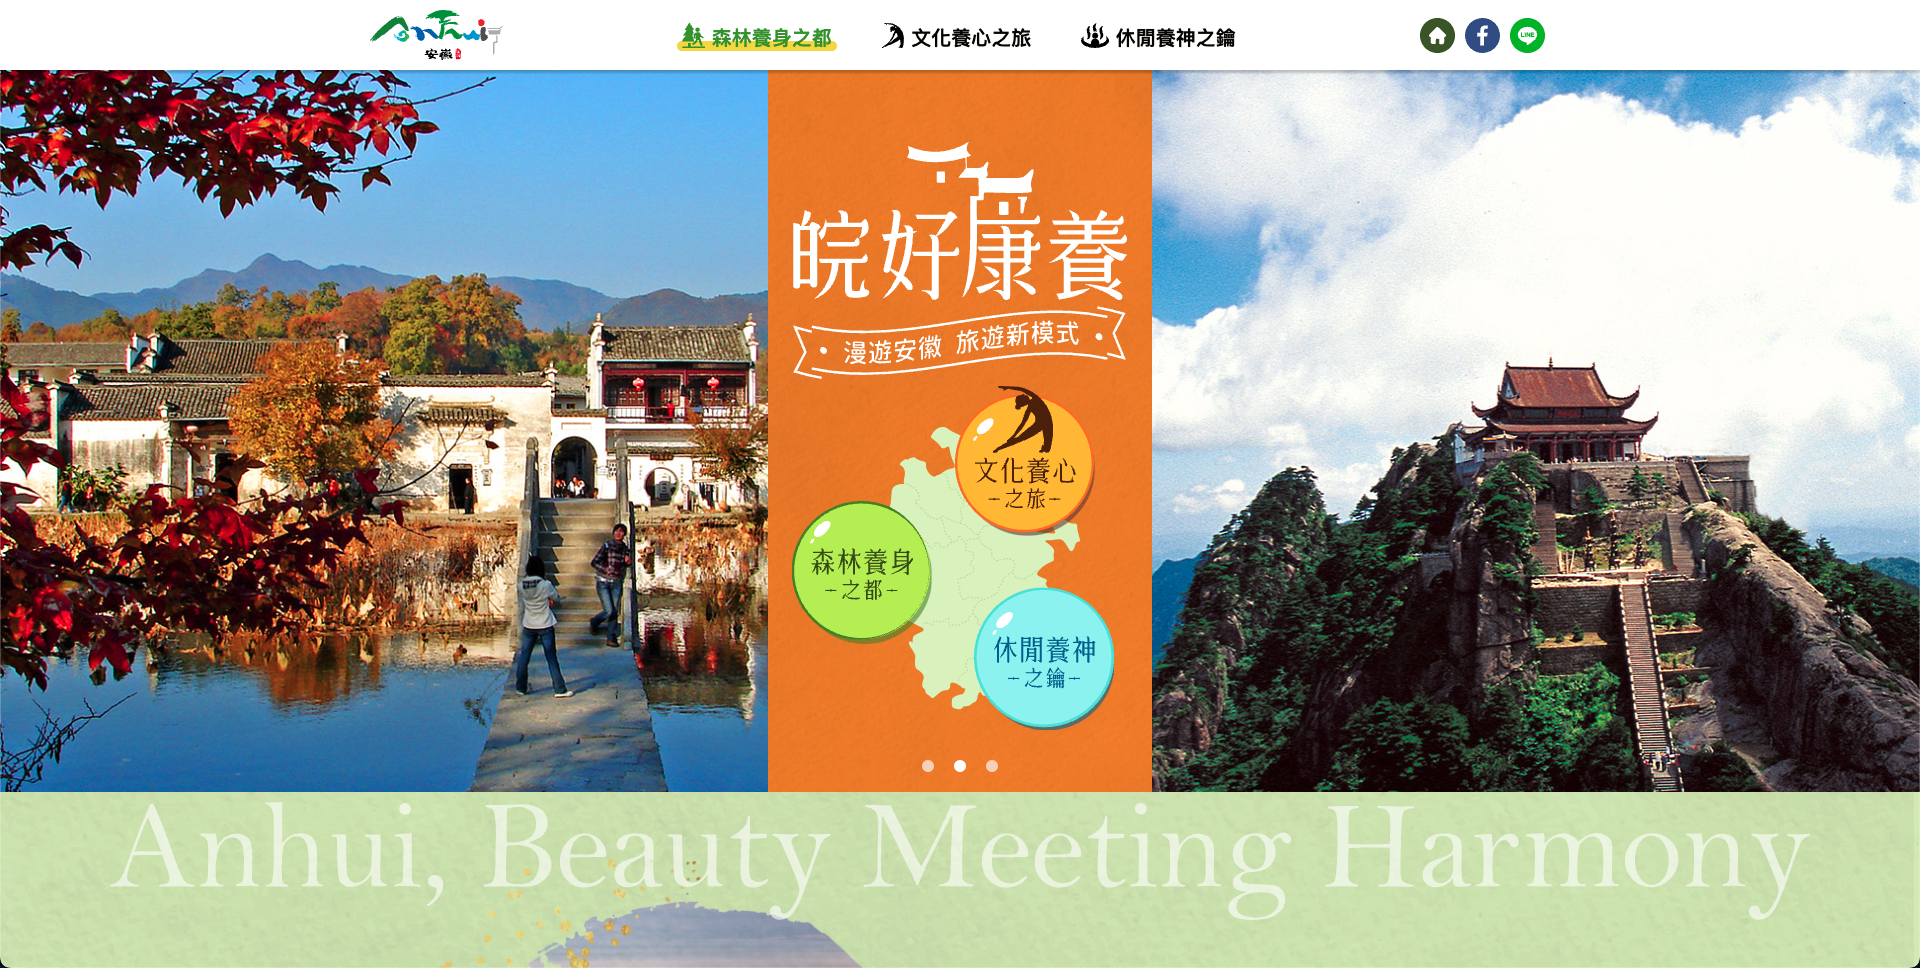 Anhui
安徽
森林養身之都
文化養心之旅
休閒養神之鑰
LINE
皖好康養
漫遊安徽 旅遊新模式
文化養心
之旅
森林養身
之都
休閒養神
之鑰
Anhui, Beauty Meeting Harmony